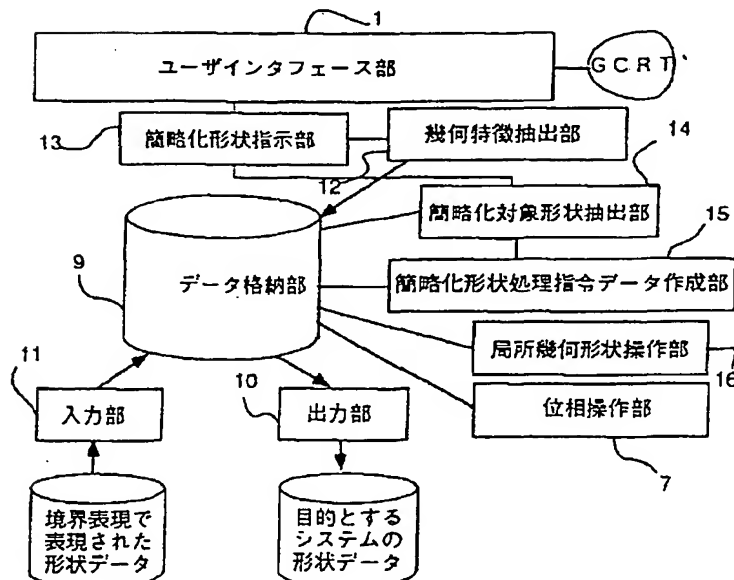 1
ユーザインタフェース部
GCRT
13
簡略化形状指示部
幾何特徴抽出部
12
14
簡略化対象形状抽出部
15
9
データ格納部
簡略化形状処理指令データ作成部
局所幾何形状操作部
16
11
入力部
10
出力部
位相操作部
7
境界表現で
表現された
形状データ
目的とする
システムの
形状データ